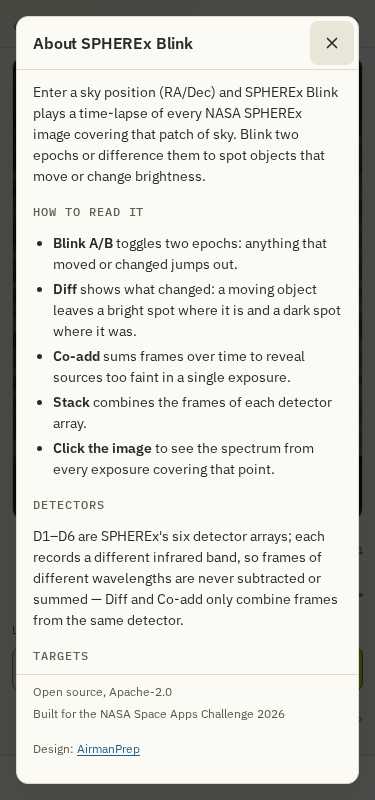 About SPHEREx Blink
Enter a sky position (RA/Dec) and SPHEREx Blink
plays a time-lapse of every NASA SPHEREx
image covering that patch of sky. Blink two
epochs or difference them to spot objects that
move or change brightness.
HOW TO READ IT
• Blink A/B toggles two epochs: anything that
moved or changed jumps out.
• Diff shows what changed: a moving object
leaves a bright spot where it is and a dark spot
where it was.
• Co-add sums frames over time to reveal
sources too faint in a single exposure.
• Stack combines the frames of each detector
array.
• Click the image to see the spectrum from
every exposure covering that point.
DETECTORS
D1–D6 are SPHEREx's six detector arrays; each
records a different infrared band, so frames of
different wavelengths are never subtracted or
summed — Diff and Co-add only combine frames
from the same detector.
TARGETS
Open source, Apache-2.0
Built for the NASA Space Apps Challenge 2026
Design: AirmanPrep